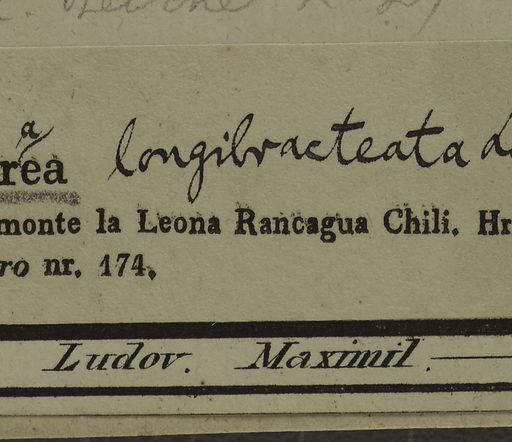 a
rea longibracteata
monte la Leona Rancagua Chili. Hr
ro nr. 174.
Ludov. Maximil.